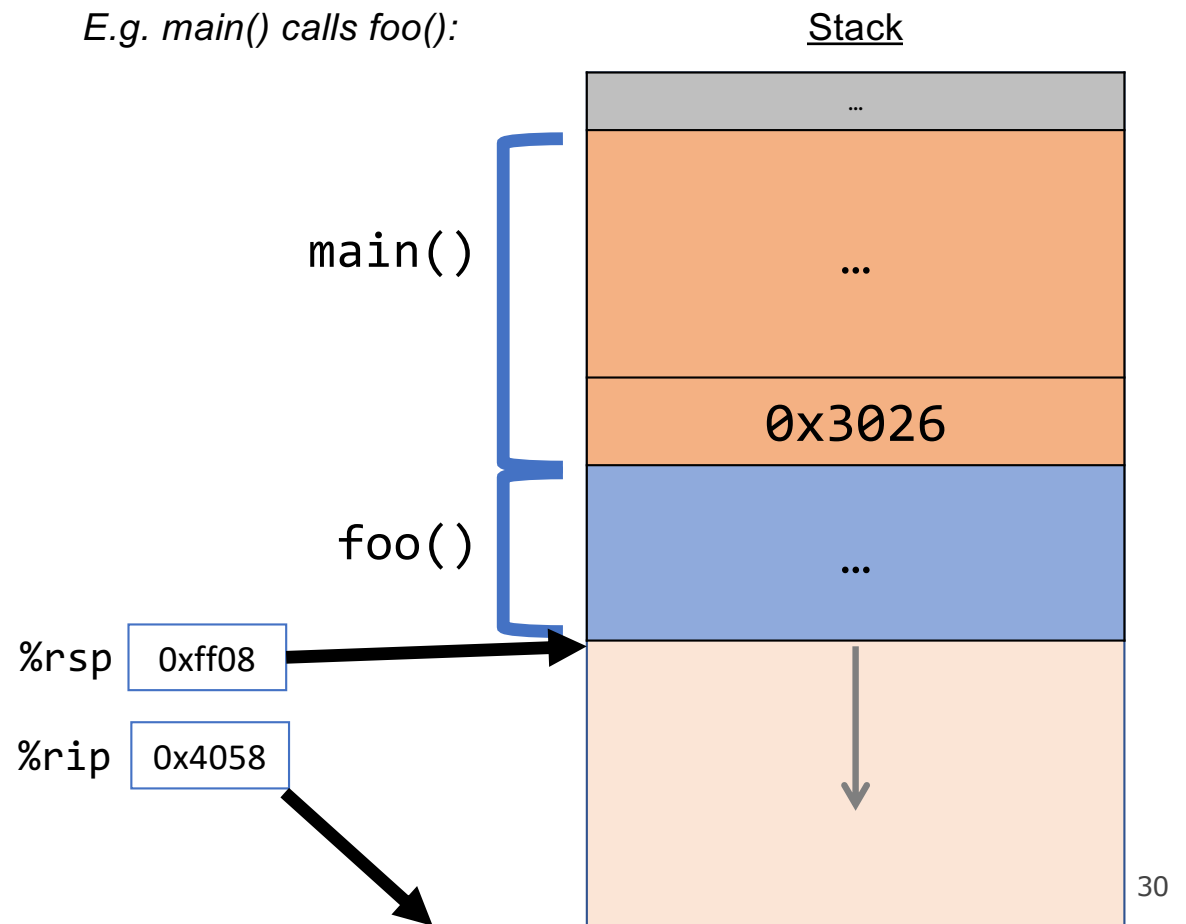 E.g. main() calls foo():
Stack
…
main()
…
0x3026
foo()
…
%rsp 0xff08
%rip 0x4058
30